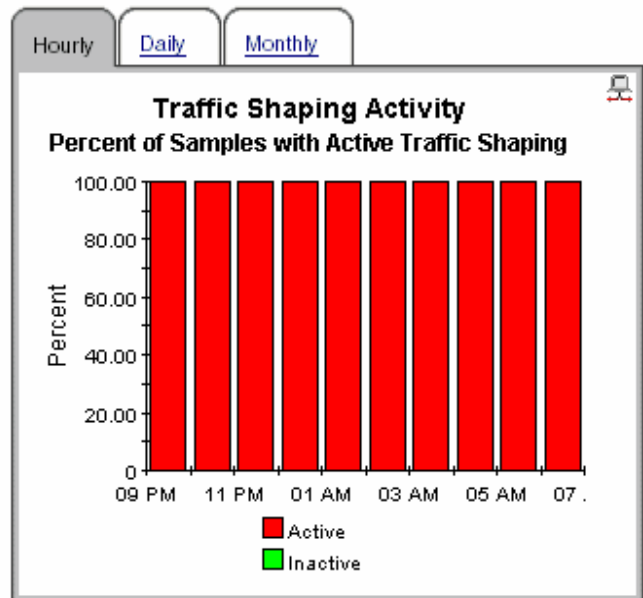 Hourly Daily Monthly
Traffic Shaping Activity
Percent of Samples with Active Traffic Shaping
100.00
80.00
60.00
40.00
20.00
0
Percent
09 PM 11 PM 01 AM 03 AM 05 AM 07 .
Active
Inactive